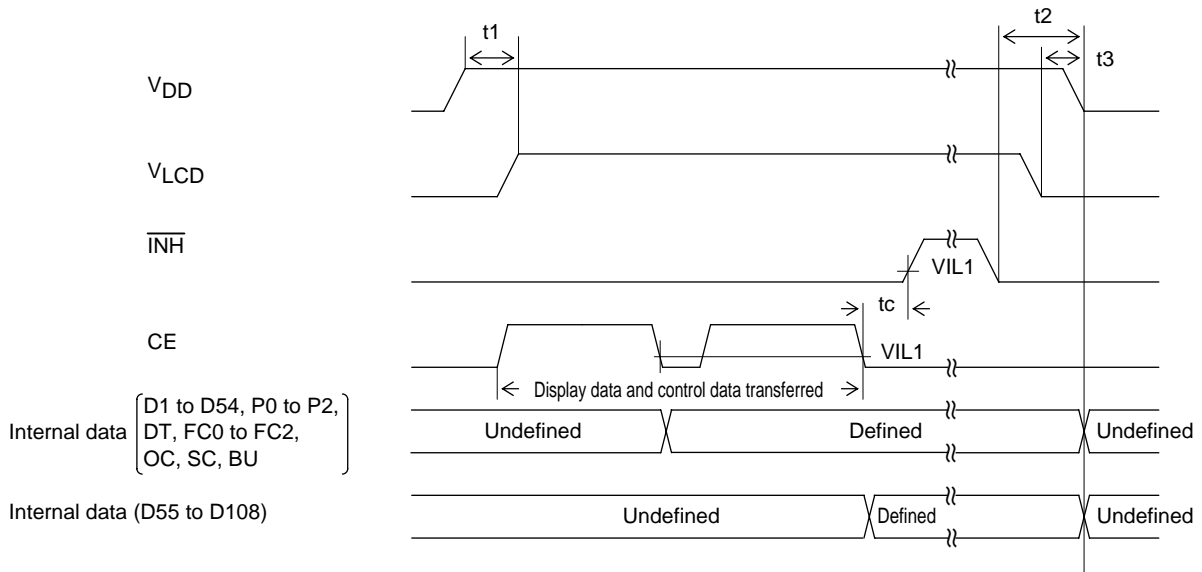 t1
t2
t3
VDD
VLCD
INH
VIL1
tc
CE
VIL1
Display data and control data transferred
Internal data
D1 to D54, P0 to P2,
DT, FC0 to FC2,
OC, SC, BU
Undefined
Defined
Undefined
Internal data (D55 to D108)
Undefined
Defined
Undefined